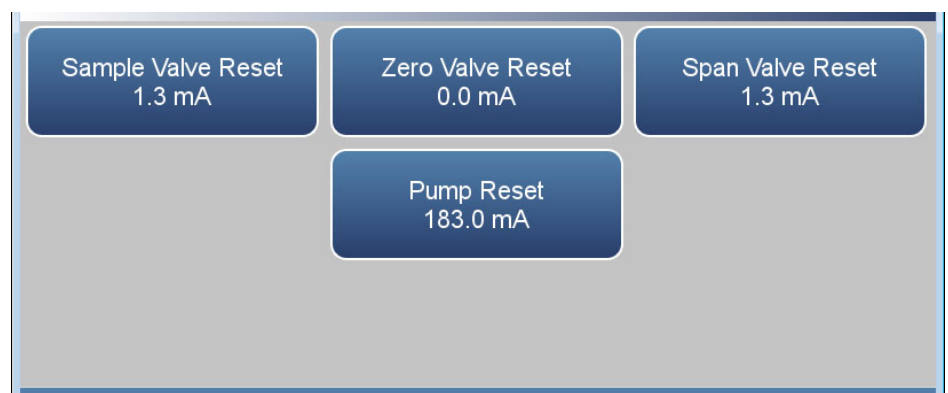 Sample Valve Reset
1.3 mA
Zero Valve Reset
0.0 mA
Span Valve Reset
1.3 mA
Pump Reset
183.0 mA